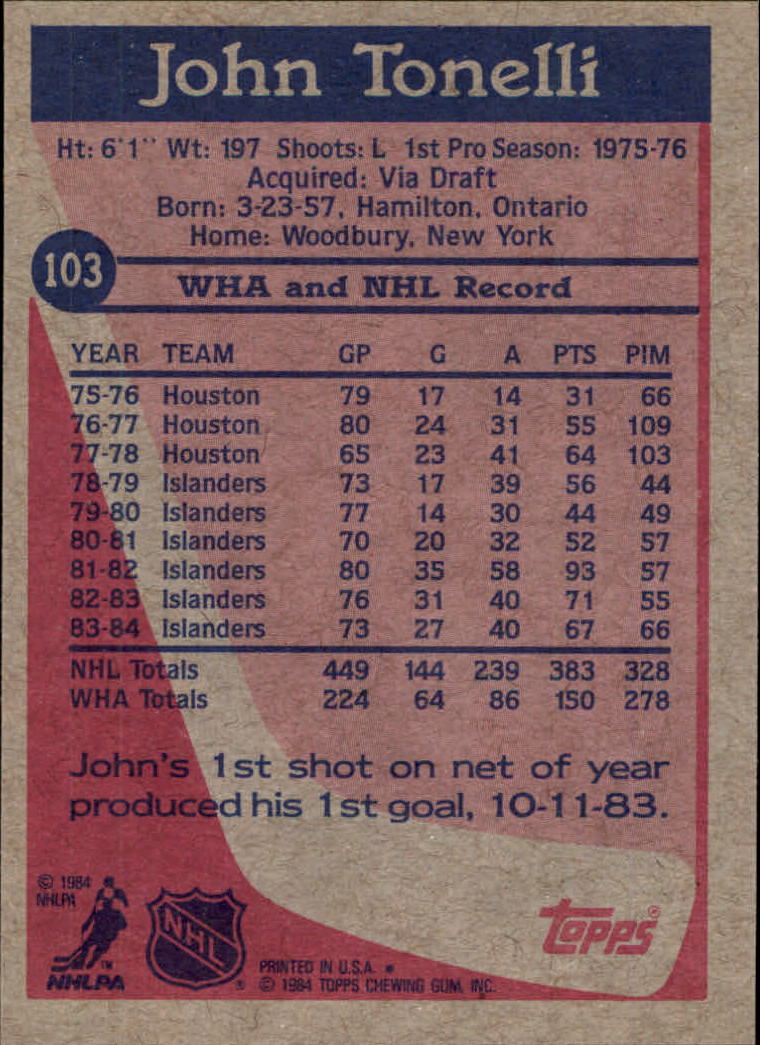 John Tonelli
Ht: 6'1" Wt: 197 Shoots: L 1st Pro Season: 1975-76
Acquired: Via Draft
Born: 3-23-57, Hamilton, Ontario
Home: Woodbury, New York
103
WHA and NHL Record
YEAR TEAM GP G A PTS PIM
75-76 Houston 79 17 14 31 66
76-77 Houston 80 24 31 55 109
77-78 Houston 65 23 41 64 103
78-79 Islanders 73 17 39 56 44
79-80 Islanders 77 14 30 44 49
80-81 Islanders 70 20 32 52 57
81-82 Islanders 80 35 58 93 57
82-83 Islanders 76 31 40 71 55
83-84 Islanders 73 27 40 67 66
NHL Totals 449 144 239 383 328
WHA Totals 224 64 86 150 278
John's 1st shot on net of year
produced his 1st goal, 10-11-83.
© 1984
NHLPA
TM
NHLPA
NHL
®
PRINTED IN U.S.A. *
© 1984 TOPPS CHEWING GUM, INC.
Topps®